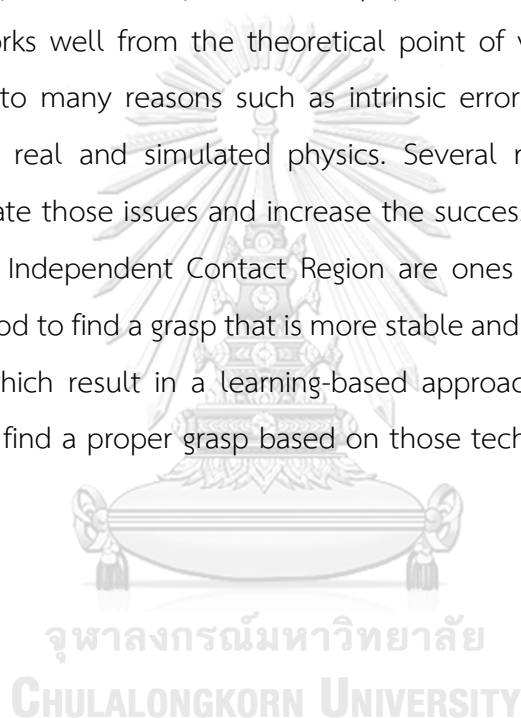 orks well from the theoretical point of v
to many reasons such as intrinsic error
real and simulated physics. Several r
ate those issues and increase the success
Independent Contact Region are ones
od to find a grasp that is more stable and
which result in a learning-based approac
find a proper grasp based on those tech
จุฬาลงกรณ์มหาวิทยาลัย
CHULALONGKORN UNIVERSITY